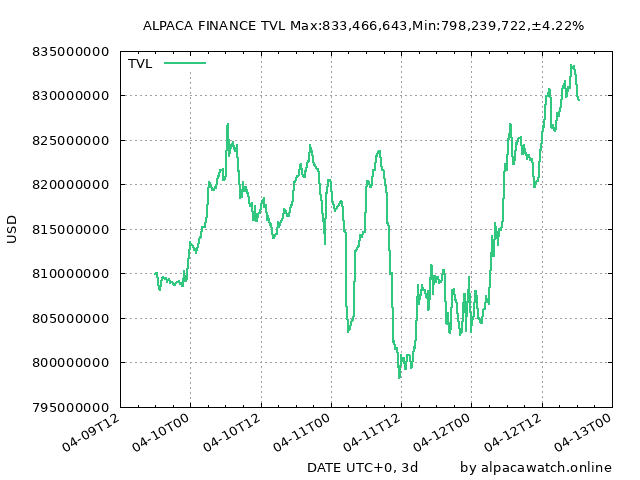 ALPACA FINANCE TVL Max:833,466,643,Min:798,239,722,±4.22%
TVL
835000000
830000000
825000000
820000000
815000000
810000000
805000000
800000000
795000000
USD
04-09T12
04-10T00
04-10T12
04-11T00
04-11T12
04-12T00
04-12T12
04-13T00
DATE UTC+0, 3d
by alpacawatch.online